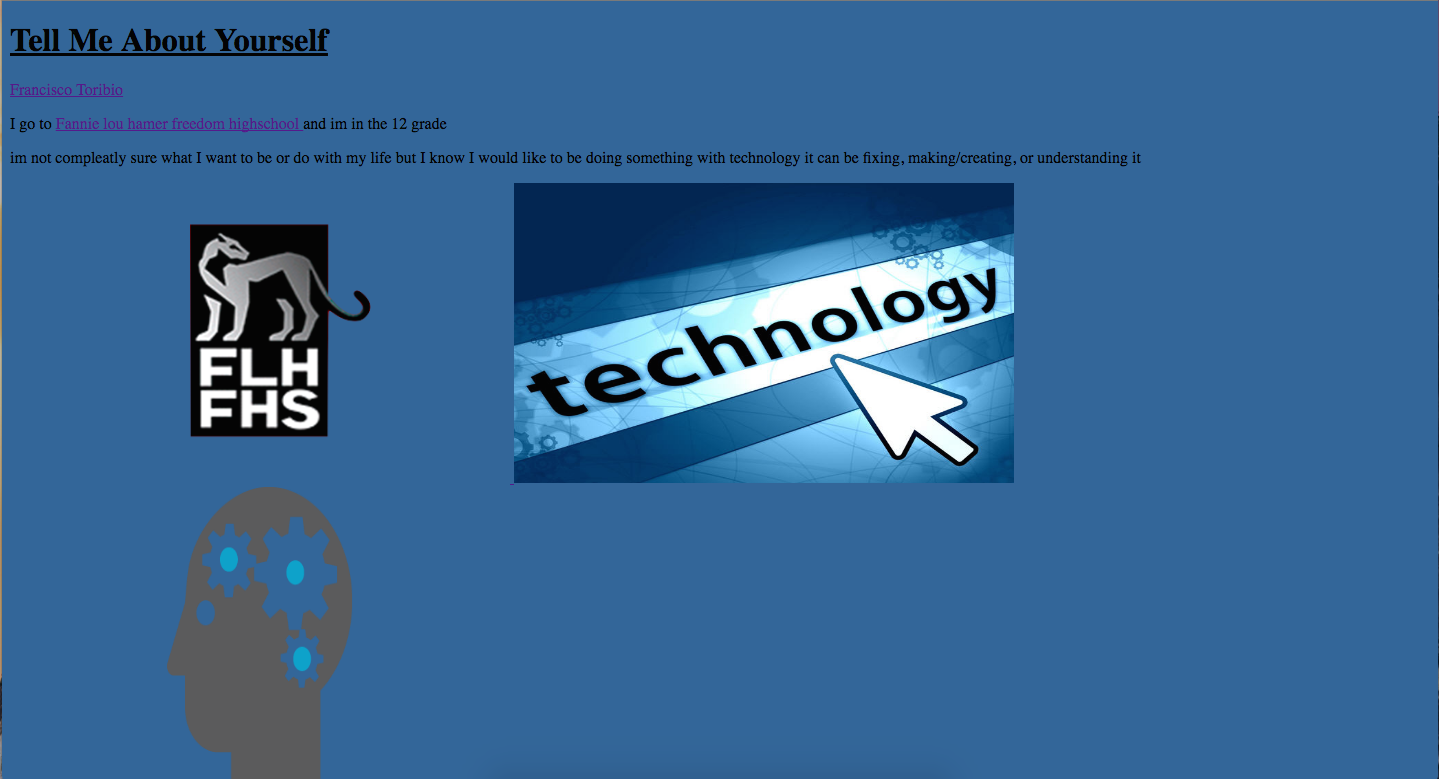 Tell Me About Yourself
Francisco Toribio
I go to Fannie lou hamer freedom highschool and im in the 12 grade
im not compleatly sure what I want to be or do with my life but I know I would like to be doing something with technology it can be fixing, making/creating, or understanding it
technology
FLH
FHS